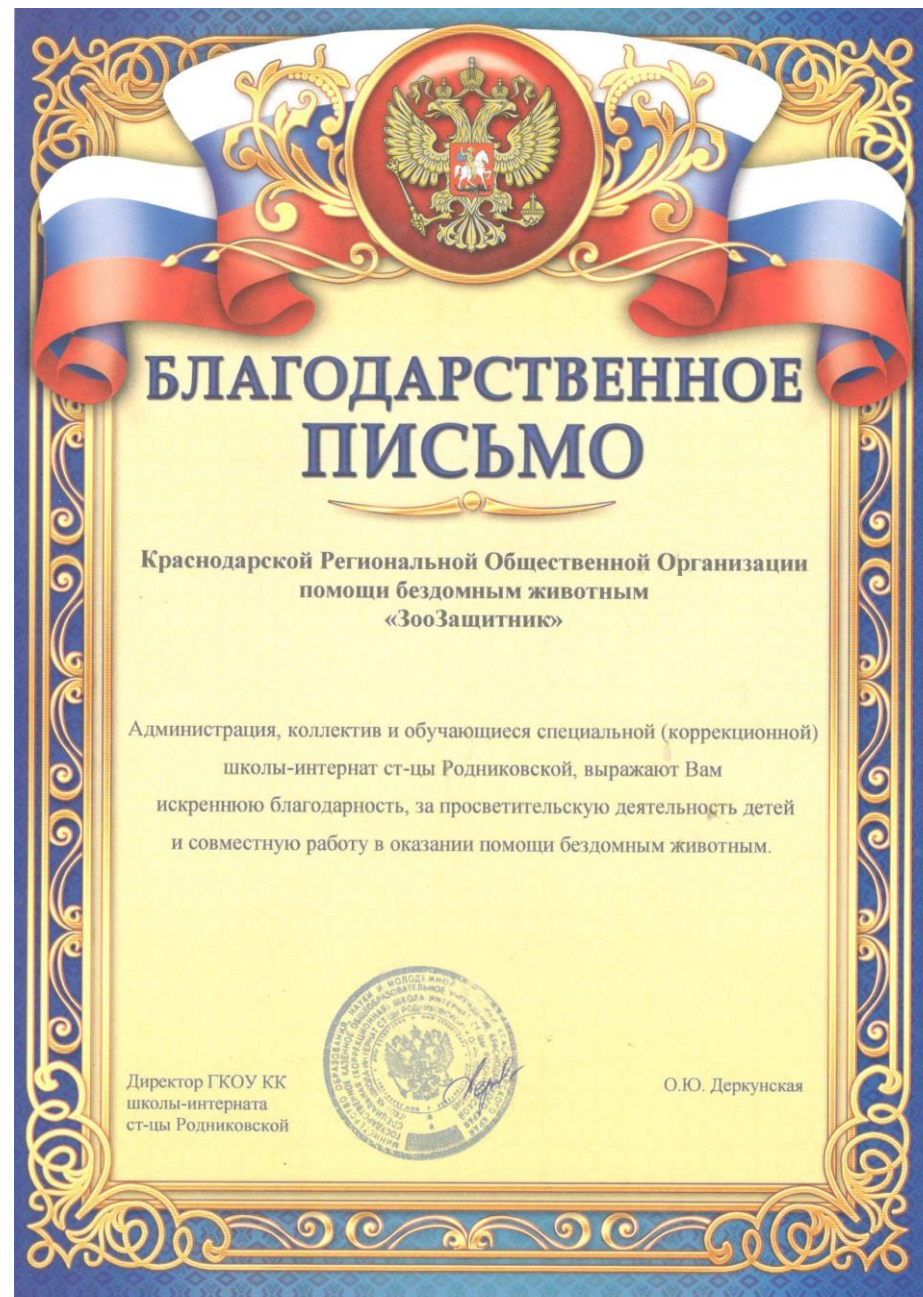 БЛАГОДАРСТВЕННОЕ
ПИСЬМО
Краснодарской Региональной Общественной Организации
помощи бездомным животным
«ЗооЗащитник»
Администрация, коллектив и обучающиеся специальной (коррекционной)
школы-интернат ст-цы Родниковской, выражают Вам
искреннюю благодарность, за просветительскую деятельность детей
и совместную работу в оказании помощи бездомным животным.
Директор ГКОУ КК
школы-интерната
ст-цы Родниковской
О.Ю. Деркунская